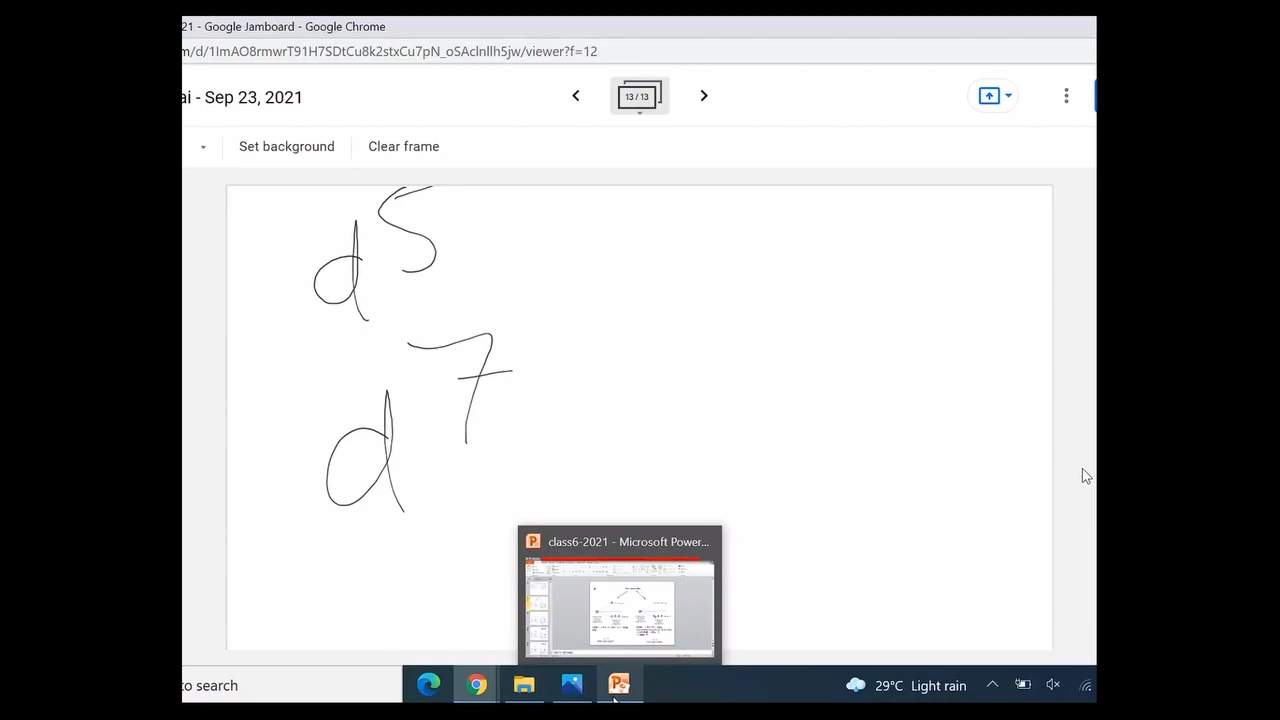 21 - Google Jamboard - Google Chrome
m/d/1ImAO8rmwrT91H7SDtCu8k2stxCu7pN_oSAclnllh5jw/viewer?f=12
ai - Sep 23, 2021
13 / 13
Set background
Clear frame
d⁵
d⁷
class6-2021 - Microsoft Power...
to search
29°C Light rain